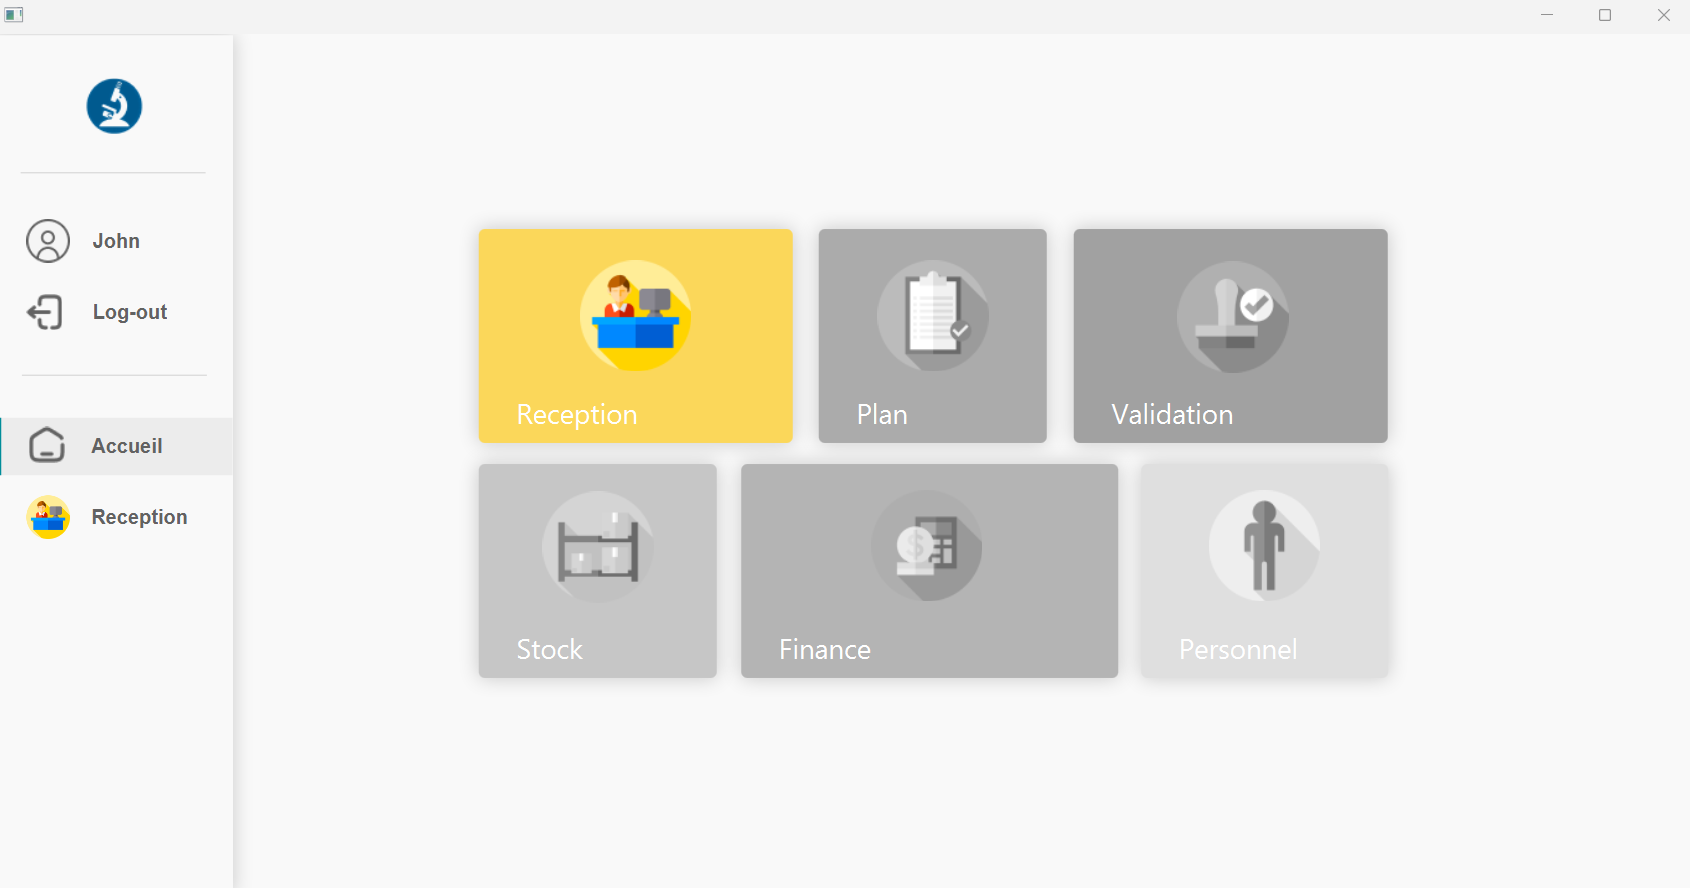 John
Log-out
Accueil
Reception
Reception
Plan
Validation
Stock
Finance
Personnel